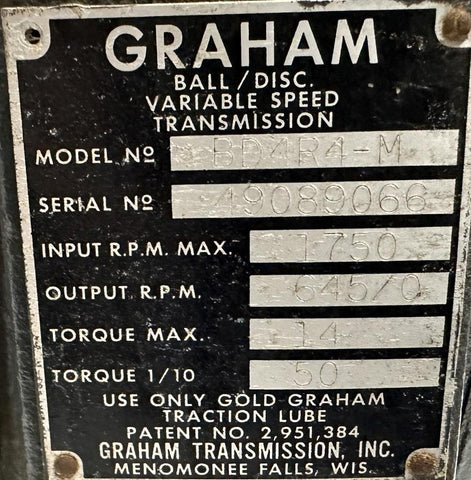 GRAHAM
BALL/DISC.
VARIABLE SPEED
TRANSMISSION
MODEL Nº BD4R4-M
SERIAL Nº 49089066
INPUT R.P.M. MAX. 1750
OUTPUT R.P.M. 645/0
TORQUE MAX. 14
TORQUE 1/10 50
USE ONLY GOLD GRAHAM
TRACTION LUBE
PATENT NO. 2,951,384
GRAHAM TRANSMISSION, INC.
MENOMONEE FALLS, WIS.